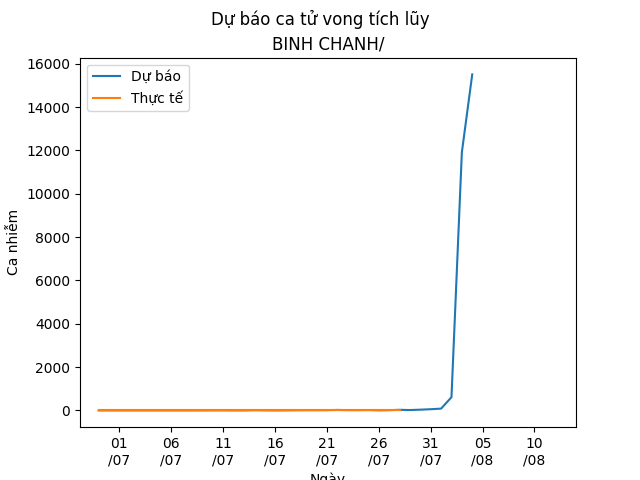 Dự báo ca tử vong tích lũy
BINH CHANH/
Dự báo
Thực tế
Ca nhiễm
16000
14000
12000
10000
8000
6000
4000
2000
0
01 06 11 16 21 26 31 05 10
/07 /07 /07 /07 /07 /07 /07 /08 /08
Ngày